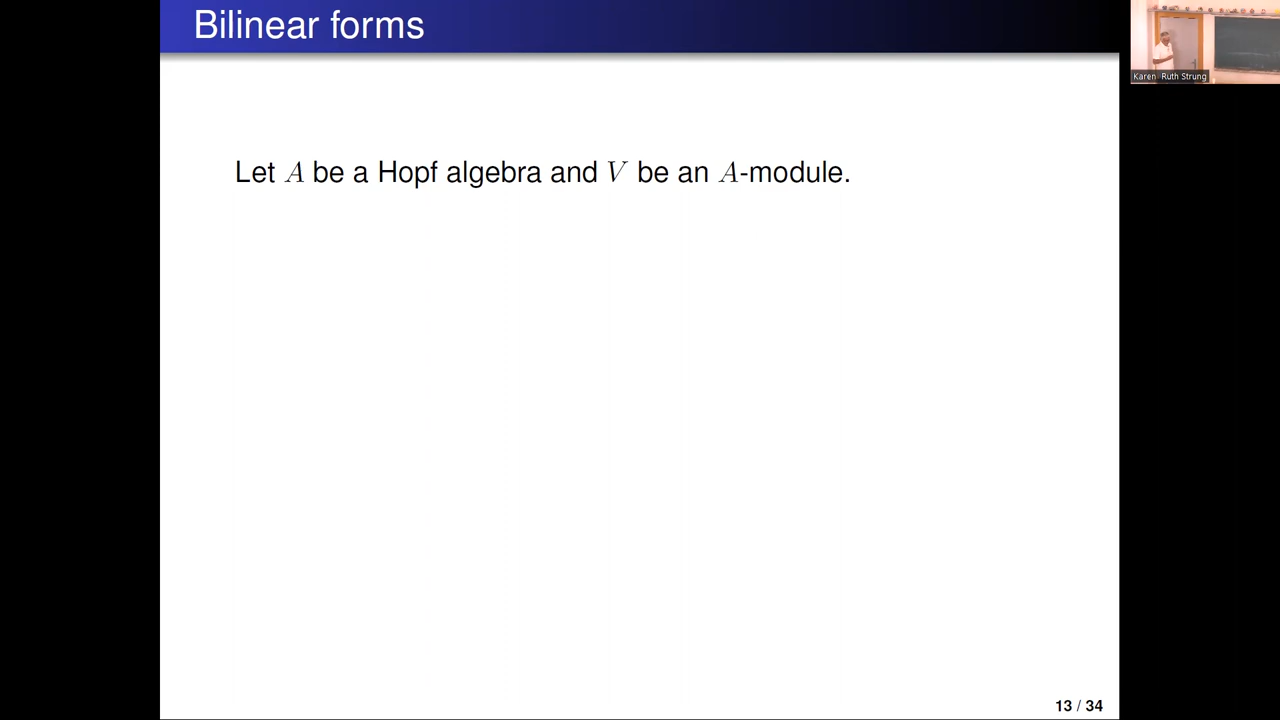 Bilinear forms
Karen Ruth Strung
Let A be a Hopf algebra and V be an A-module.
13 / 34